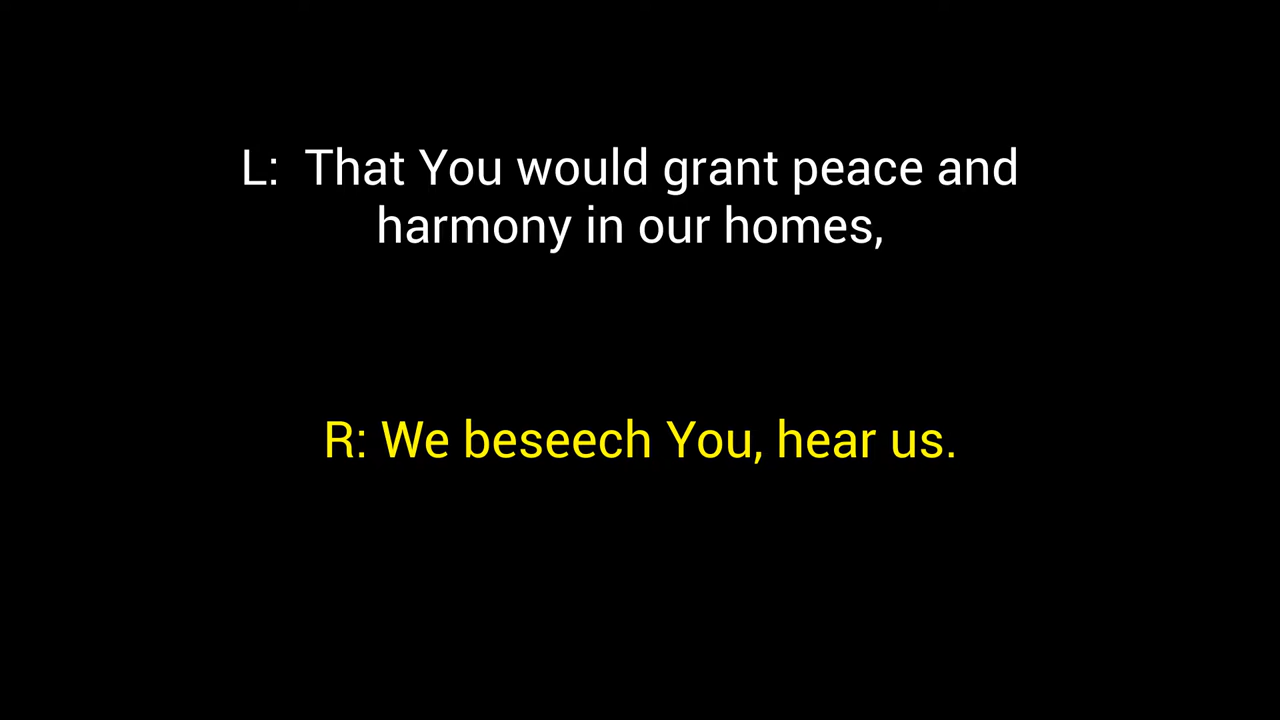 L:  That You would grant peace and
harmony in our homes,
R: We beseech You, hear us.